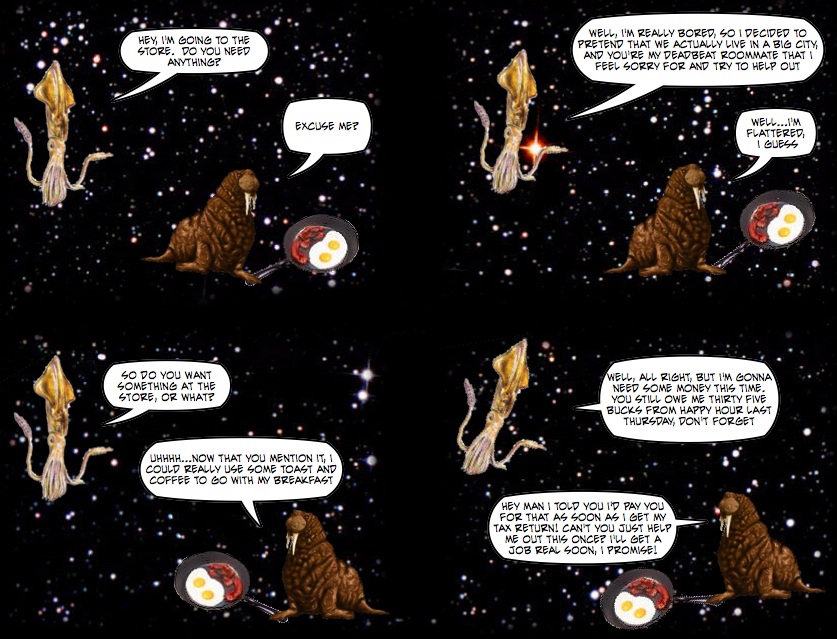 HEY, I'M GOING TO THE
STORE. DO YOU NEED
ANYTHING?
EXCUSE ME?
WELL, I'M REALLY BORED, SO I DECIDED TO
PRETEND THAT WE ACTUALLY LIVE IN A BIG CITY,
AND YOU'RE MY DEADBEAT ROOMMATE THAT I
FEEL SORRY FOR AND TRY TO HELP OUT
WELL...I'M
FLATTERED,
I GUESS
SO DO YOU WANT
SOMETHING AT THE
STORE, OR WHAT?
UHHHH...NOW THAT YOU MENTION IT, I
COULD REALLY USE SOME TOAST AND
COFFEE TO GO WITH MY BREAKFAST
WELL, ALL RIGHT, BUT I'M GONNA
NEED SOME MONEY THIS TIME.
YOU STILL OWE ME THIRTY FIVE
BUCKS FROM HAPPY HOUR LAST
THURSDAY, DON'T FORGET
HEY MAN I TOLD YOU I'D PAY YOU
FOR THAT AS SOON AS I GET MY
TAX RETURN! CAN'T YOU JUST HELP
ME OUT THIS ONCE? I'LL GET A
JOB REAL SOON, I PROMISE!